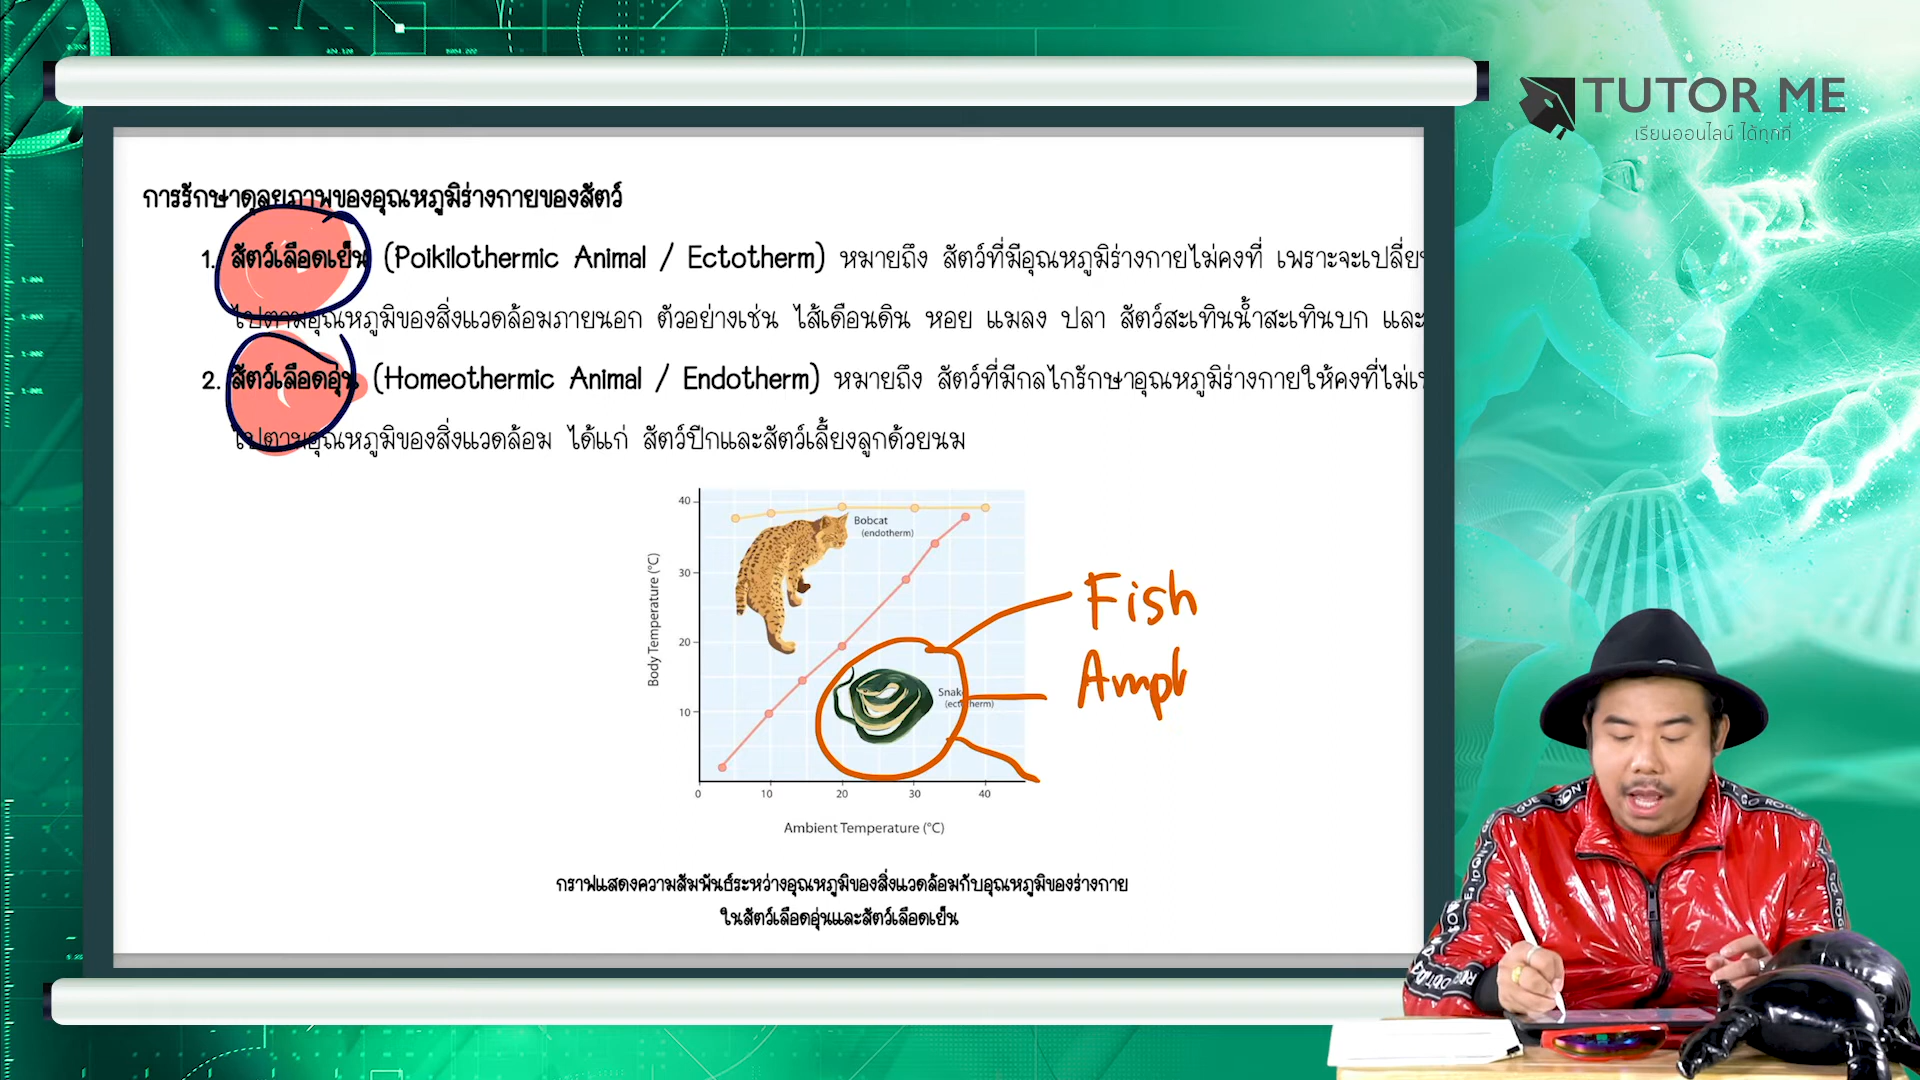 TUTOR ME
เรียนออนไลน์ ได้ทุกที่
การรักษาดุลยภาพของอุณหภูมิร่างกายของสัตว์
1. สัตว์เลือดเย็น (Poikilothermic Animal / Ectotherm) หมายถึง สัตว์ที่มีอุณหภูมิร่างกายไม่คงที่ เพราะจะเปลี่ย
ไปตามอุณหภูมิของสิ่งแวดล้อมภายนอก ตัวอย่างเช่น ไส้เดือนดิน หอย แมลง ปลา สัตว์สะเทินน้ำสะเทินบก และ
2. สัตว์เลือดอุ่น (Homeothermic Animal / Endotherm) หมายถึง สัตว์ที่มีกลไกรักษาอุณหภูมิร่างกายให้คงที่ไม่
ไปตามอุณหภูมิของสิ่งแวดล้อม ได้แก่ สัตว์ปีกและสัตว์เลี้ยงลูกด้วยนม
40
30
20
10
Body Temperature (°C)
Bobcat
(endotherm)
Snake
(ectotherm)
Fish
Amph
0 10 20 30 40
Ambient Temperature (°C)
กราฟแสดงความสัมพันธ์ระหว่างอุณหภูมิของสิ่งแวดล้อมกับอุณหภูมิของร่างกาย
ในสัตว์เลือดอุ่นและสัตว์เลือดเย็น